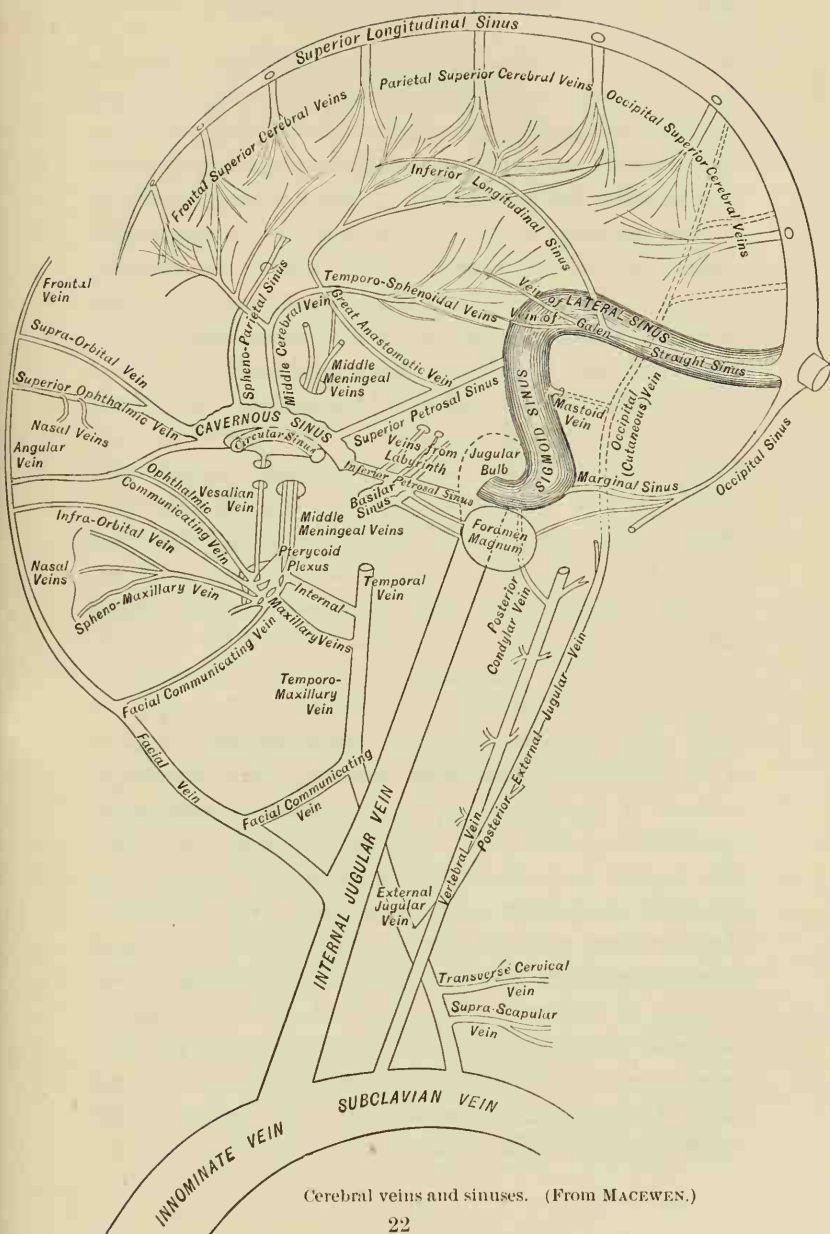 Superior Longitudinal Sinus
Frontal Superior Cerebral Veins
Parietal Superior Cerebral Veins
Occipital Superior Cerebral Veins
Inferior Longitudinal Sinus
Frontal
Vein
Supra-Orbital Vein
Superior Ophthalmic Vein
Nasal Veins
Angular
Vein
Spheno-Parietal Sinus
Middle Cerebral Vein
Temporo-Sphenoidal Veins
Great Anastomotic Vein
Middle
Meningeal
Veins
Vein of
Vein of Galen
LATERAL SINUS
Straight Sinus
SIGMOID SINUS
Mastoid
Vein
Occipital
(Cutaneous) Vein
CAVERNOUS SINUS
Circular Sinus
Superior Petrosal Sinus
Veins from
Labyrinth
Inferior Petrosal Sinus
Basilar
Sinus
Jugular
Bulb
Marginal Sinus
Occipital Sinus
Foramen
Magnum
Ophthalmic
Communicating Vein
Vesalian
Vein
Middle
Meningeal Veins
Infra-Orbital Vein
Nasal
Veins
Spheno-Maxillary Vein
Pterycoid
Plexus
Internal
Maxillary Veins
Temporal
Vein
Posterior
Condylar Vein
Facial Communicating Vein
Temporo-
Maxillary
Vein
Facial Vein
Facial Communicating
Vein
INTERNAL JUGULAR VEIN
External
Jugular
Vein
Vertebral Vein
Posterior External Jugular Vein
Transverse Cervical
Vein
Supra-Scapular
Vein
SUBCLAVIAN VEIN
INNOMINATE VEIN
Cerebral veins and sinuses. (From MACEWEN.)
22